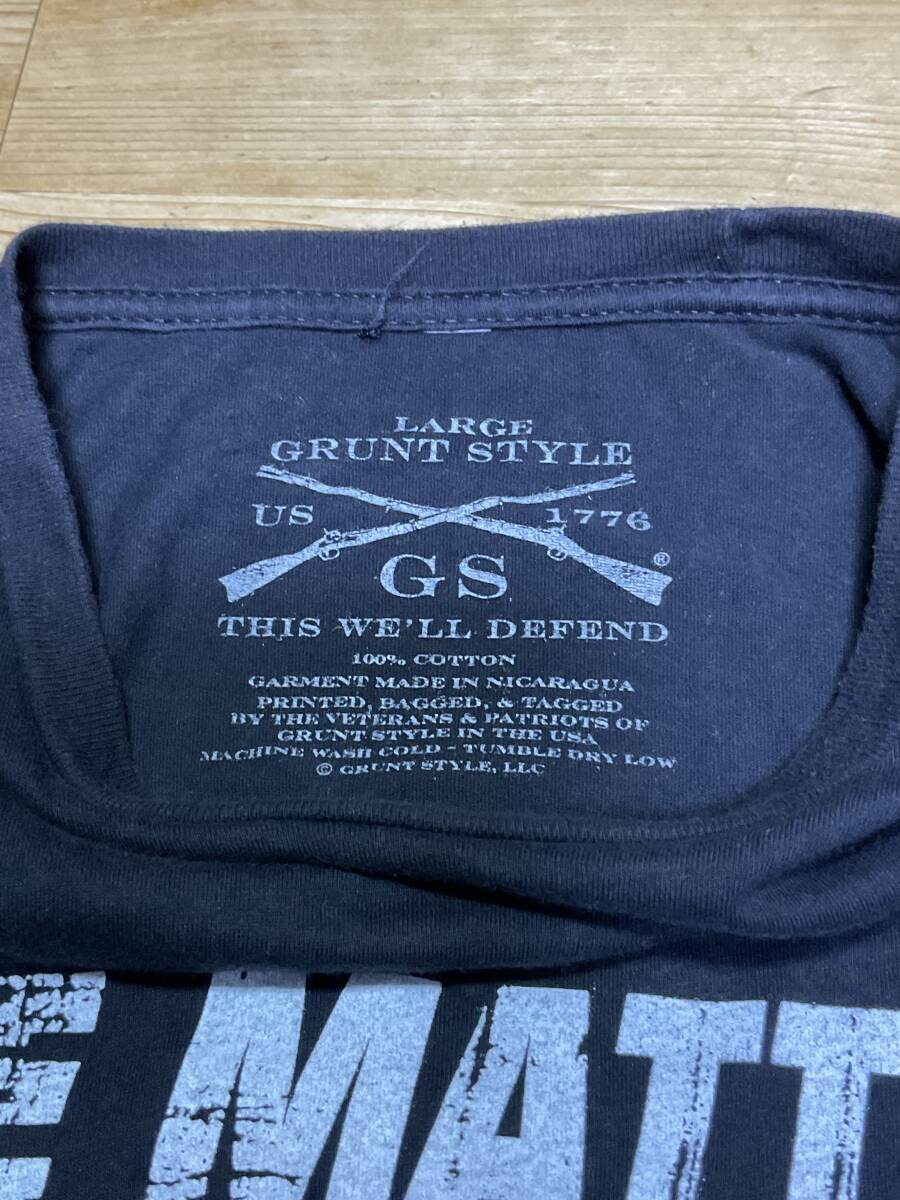 LARGE
GRUNT STYLE
US 1776
®
GS
THIS WE'LL DEFEND
100% COTTON
GARMENT MADE IN NICARAGUA
PRINTED, BAGGED, & TAGGED
BY THE VETERANS & PATRIOTS OF
GRUNT STYLE IN THE USA
MACHINE WASH COLD - TUMBLE DRY LOW
© GRUNT STYLE, LLC
E MATT